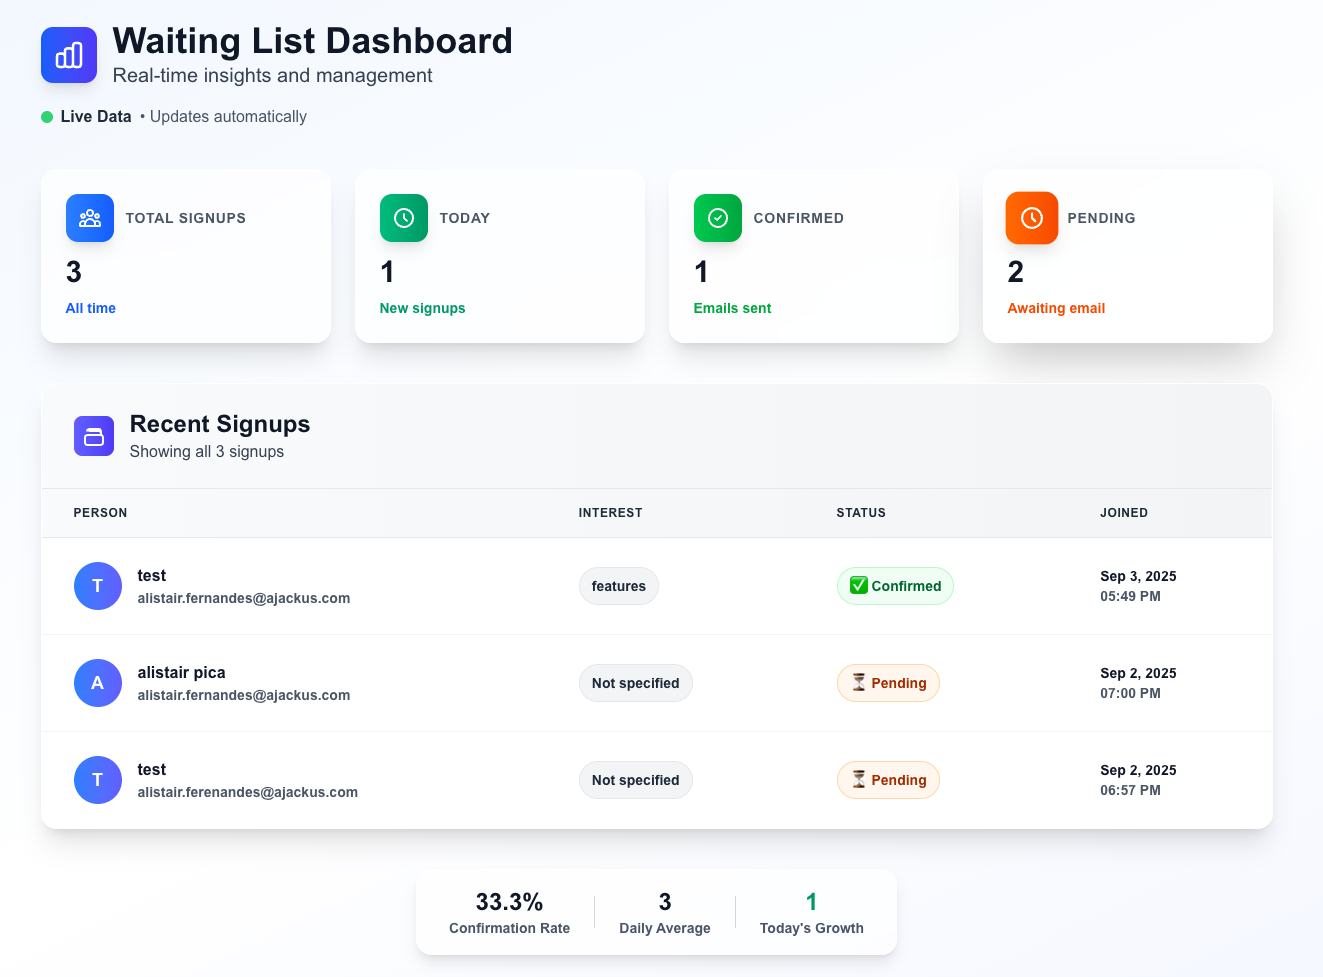 Waiting List Dashboard
Real-time insights and management
Live Data • Updates automatically
TOTAL SIGNUPS
3
All time
TODAY
1
New signups
CONFIRMED
1
Emails sent
PENDING
2
Awaiting email
Recent Signups
Showing all 3 signups
PERSON INTEREST STATUS JOINED
T
test
alistair.fernandes@ajackus.com
features
✅ Confirmed
Sep 3, 2025
05:49 PM
A
alistair pica
alistair.fernandes@ajackus.com
Not specified
⏳ Pending
Sep 2, 2025
07:00 PM
T
test
alistair.ferenandes@ajackus.com
Not specified
⏳ Pending
Sep 2, 2025
06:57 PM
33.3%
Confirmation Rate
3
Daily Average
1
Today's Growth